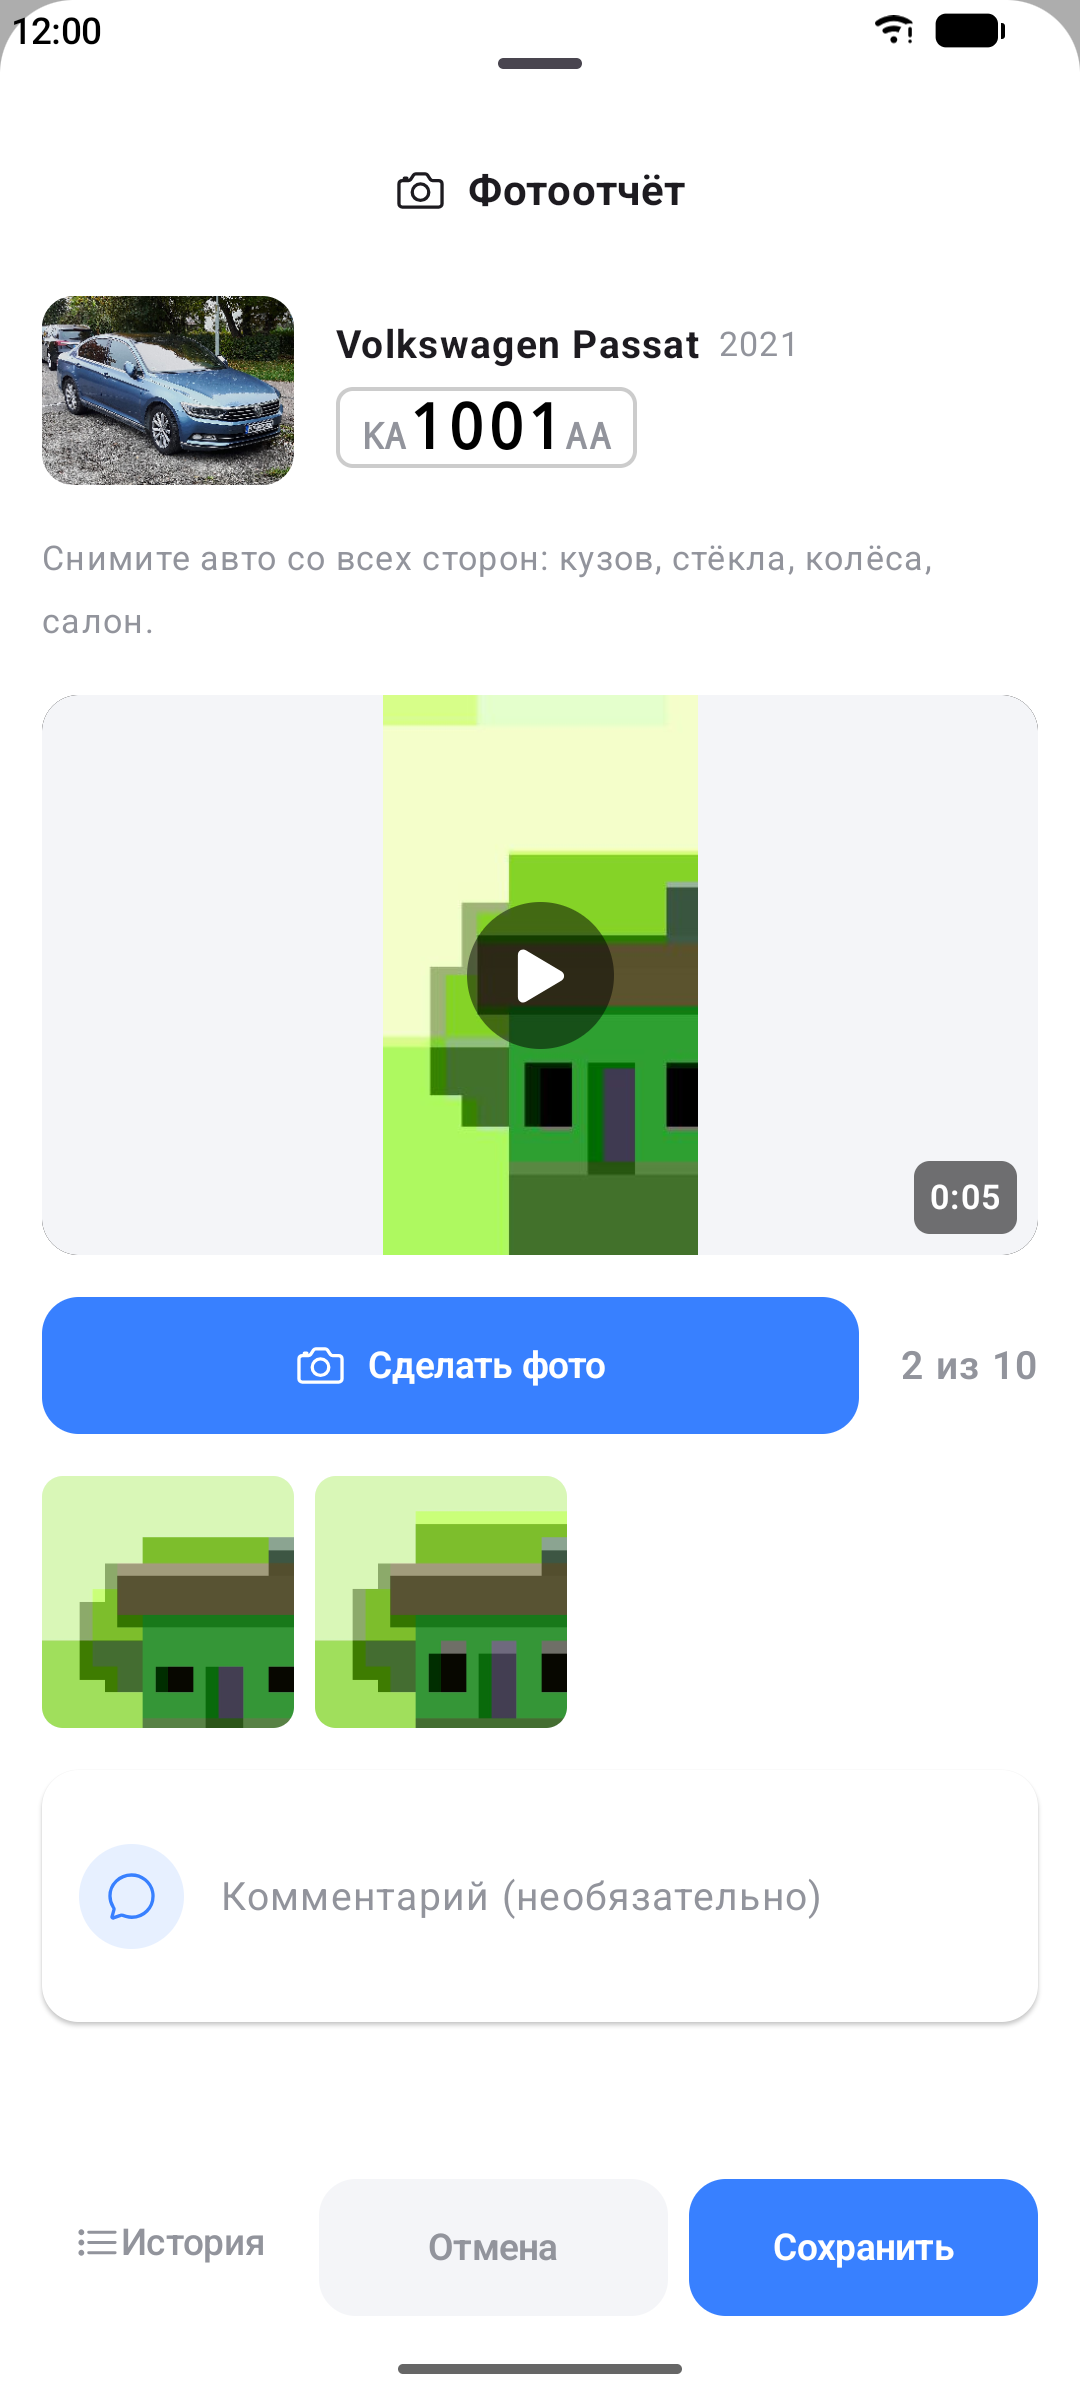 12:00
Фотоотчёт
Volkswagen Passat 2021
KA 1001 AA
Снимите авто со всех сторон: кузов, стёкла, колёса,
салон.
0:05
Сделать фото
2 из 10
Комментарий (необязательно)
История
Отмена
Сохранить